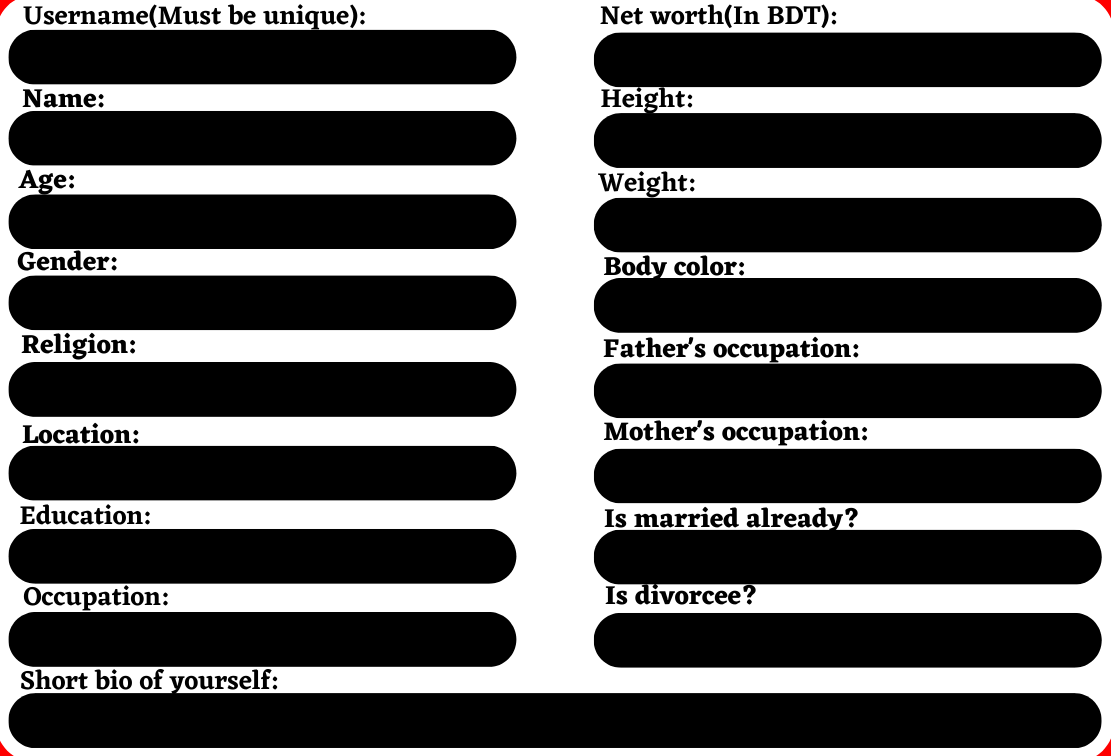 Username(Must be unique):
Name:
Age:
Gender:
Religion:
Location:
Education:
Occupation:
Short bio of yourself:
Net worth(In BDT):
Height:
Weight:
Body color:
Father's occupation:
Mother's occupation:
Is married already?
Is divorcee?